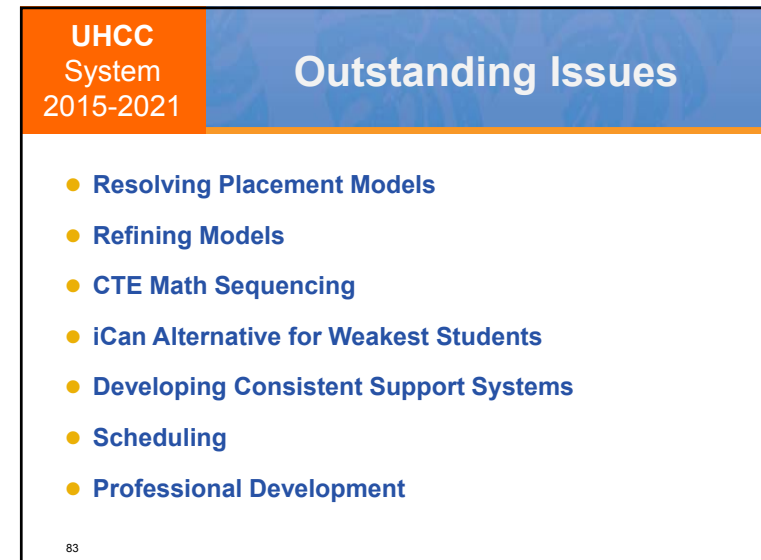 UHCC
System
2015-2021
Outstanding Issues
● Resolving Placement Models
● Refining Models
● CTE Math Sequencing
● iCan Alternative for Weakest Students
● Developing Consistent Support Systems
● Scheduling
● Professional Development
83